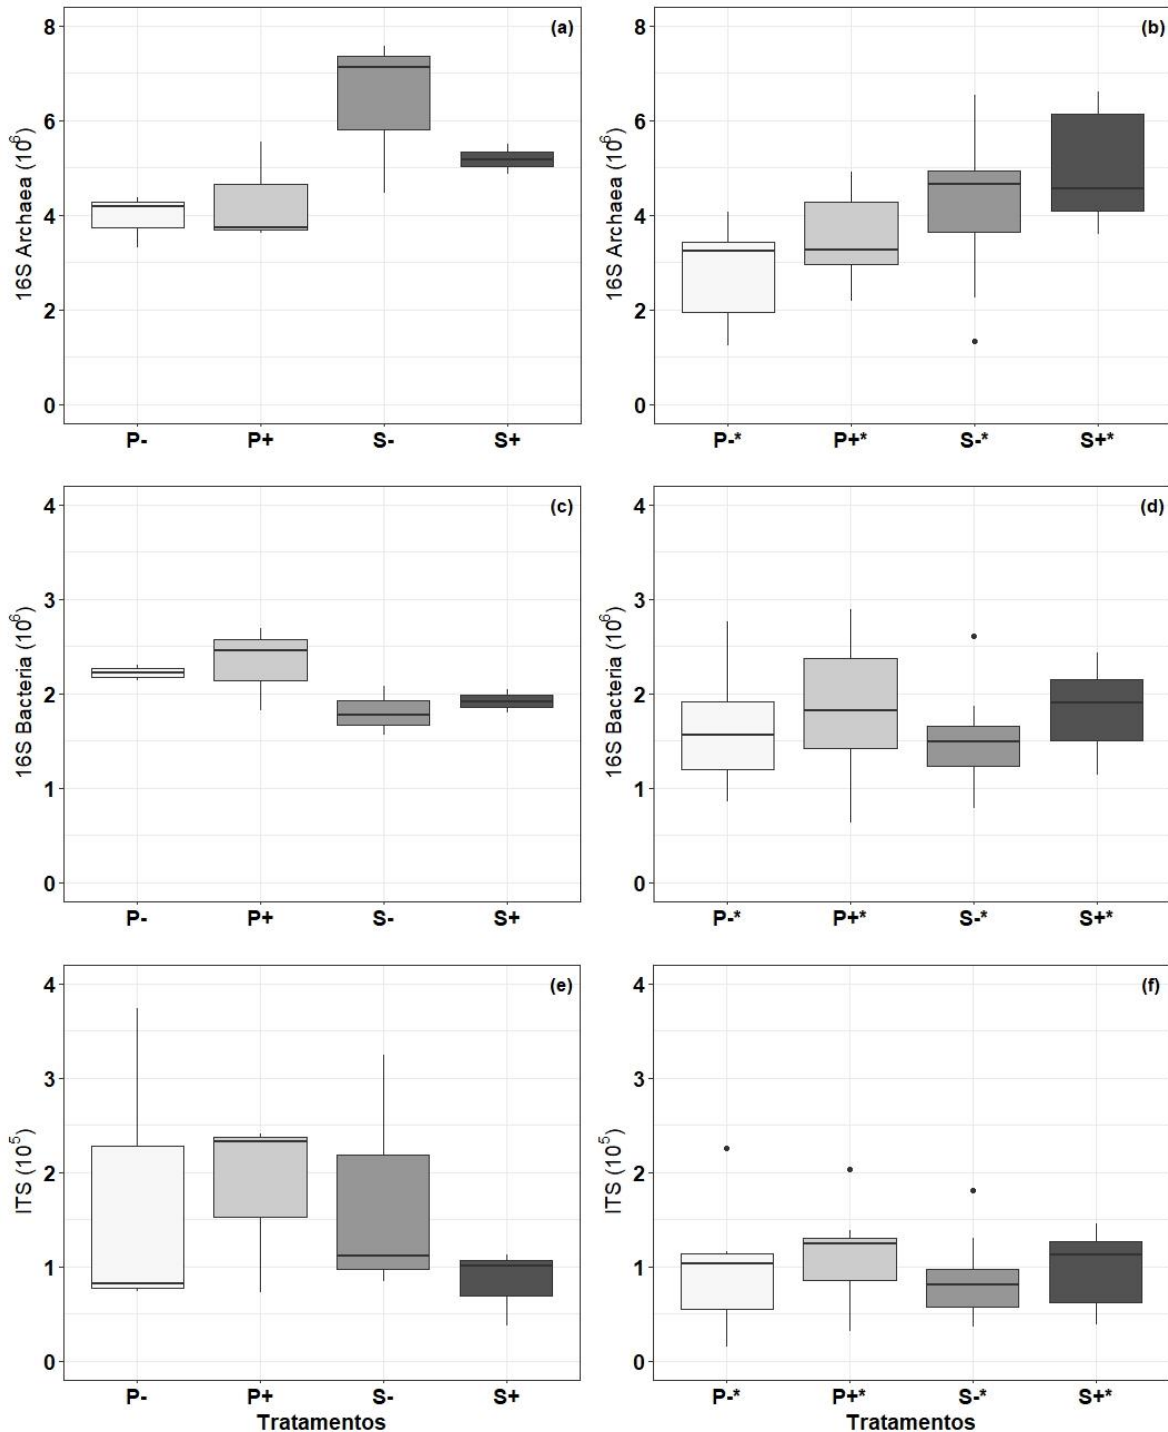 (a)
16S Archaea (10⁶)
8
6
4
2
0
P- P+ S- S+
(b)
16S Archaea (10⁶)
8
6
4
2
0
P-* P+* S-* S+*
(c)
16S Bacteria (10⁶)
4
3
2
1
0
P- P+ S- S+
(d)
16S Bacteria (10⁶)
4
3
2
1
0
P-* P+* S-* S+*
(e)
ITS (10⁵)
4
3
2
1
0
P- P+ S- S+
Tratamentos
(f)
ITS (10⁵)
4
3
2
1
0
P-* P+* S-* S+*
Tratamentos